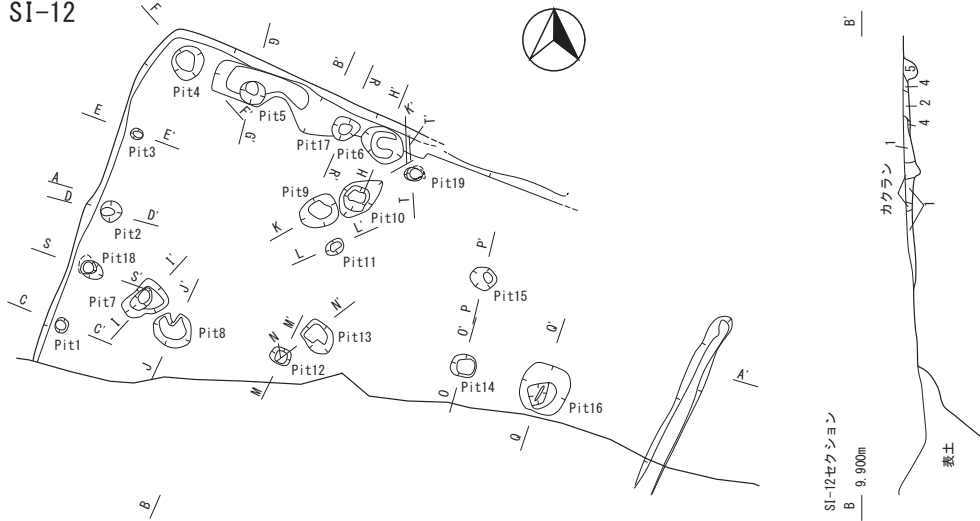 SI-12
F
G
B'
R
H'
K'
T'
Pit4
Pit5
F'
G'
E
E'
Pit3
Pit17
Pit6
R'
H
Pit19
T
A
D
D'
Pit2
Pit9
Pit10
K
L'
L
Pit11
S
Pit18
S'
I'
J'
Pit7
C
C'
I
Pit8
Pit1
J
N
M'
N'
Pit13
Pit12
M
P'
Pit15
P
O'
Q'
Pit14
O
Pit16
Q
A'
B
B'
5
4
2
4
1
カクラン
1
表土
SI-12セクション
B 9.900m